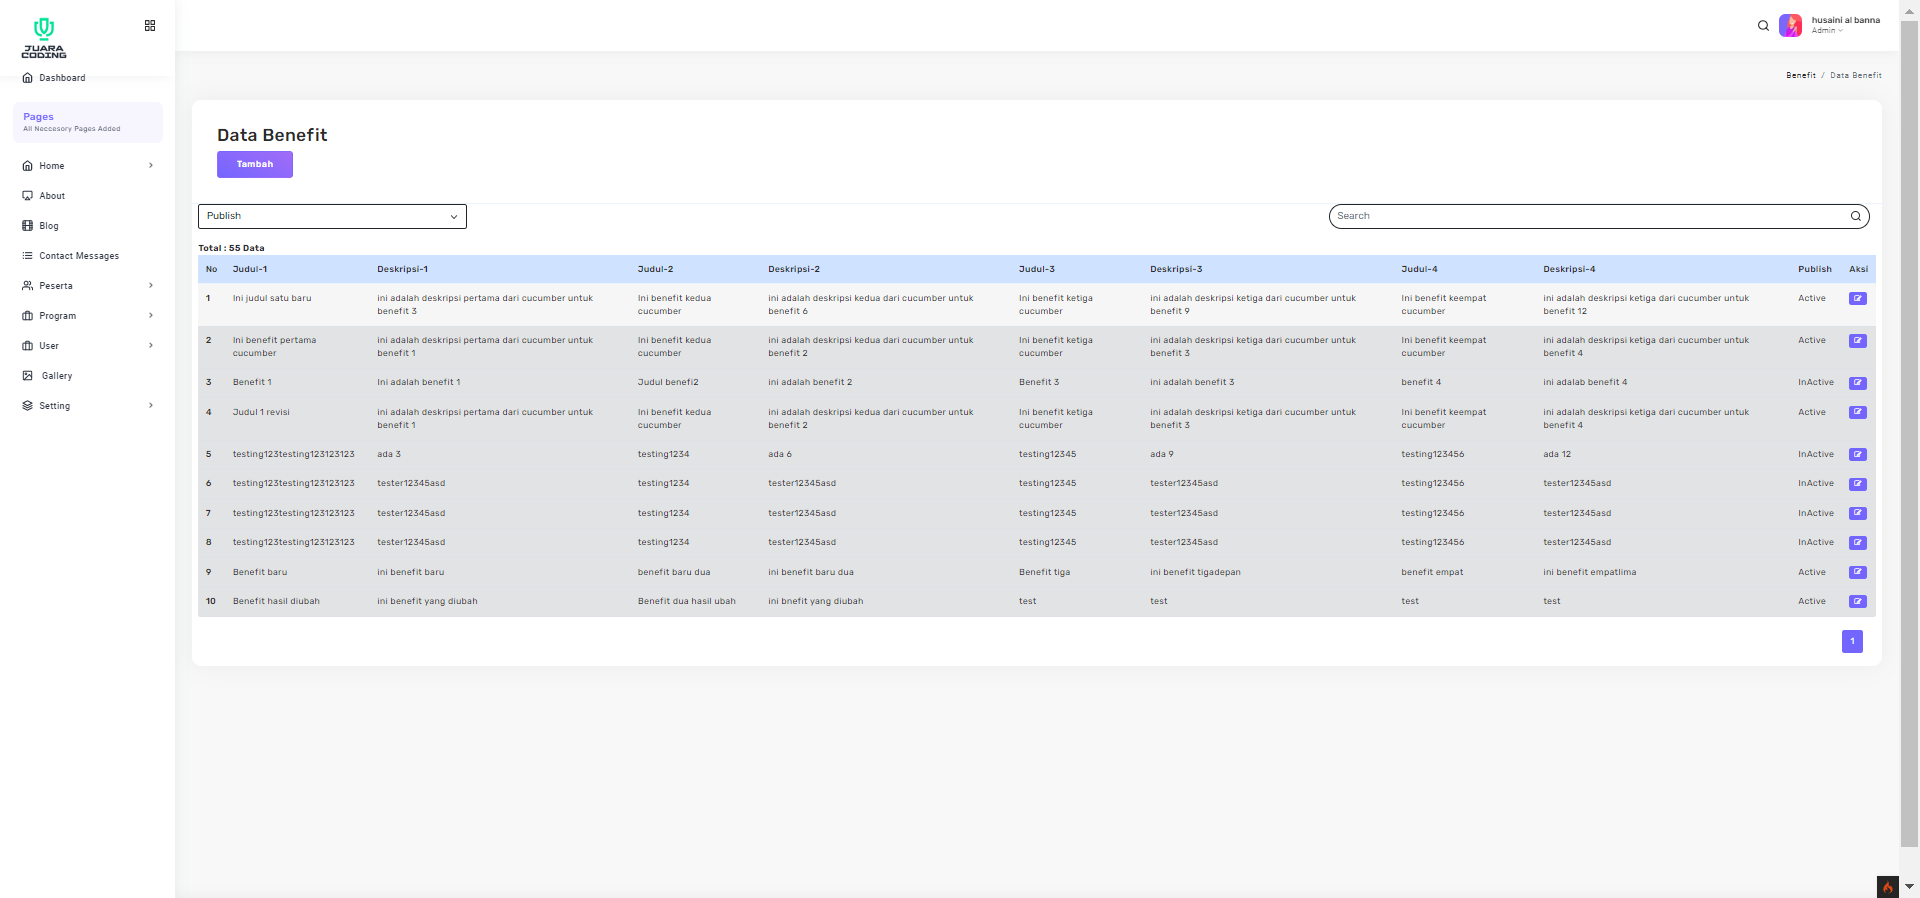 JUARA
CODING
husaini al banna
Admin
Dashboard
Benefit / Data Benefit
Pages
All Neccesory Pages Added
Data Benefit
Tambah
Home
About
Blog
Contact Messages
Peserta
Program
User
Gallery
Setting
Publish
Search
Total : 55 Data
No Judul-1 Deskripsi-1 Judul-2 Deskripsi-2 Judul-3 Deskripsi-3 Judul-4 Deskripsi-4 Publish Aksi
1 Ini judul satu baru ini adalah deskripsi pertama dari cucumber untuk Ini benefit kedua ini adalah deskripsi kedua dari cucumber untuk Ini benefit ketiga ini adalah deskripsi ketiga dari cucumber untuk Ini benefit keempat ini adalah deskripsi ketiga dari cucumber untuk Active
benefit 3 cucumber benefit 6 cucumber benefit 9 cucumber benefit 12
2 Ini benefit pertama ini adalah deskripsi pertama dari cucumber untuk Ini benefit kedua ini adalah deskripsi kedua dari cucumber untuk Ini benefit ketiga ini adalah deskripsi ketiga dari cucumber untuk Ini benefit keempat ini adalah deskripsi ketiga dari cucumber untuk Active
cucumber benefit 1 cucumber benefit 2 cucumber benefit 3 cucumber benefit 4
3 Benefit 1 Ini adalah benefit 1 Judul benefi2 ini adalah benefit 2 Benefit 3 ini adalah benefit 3 benefit 4 ini adalab benefit 4 InActive
4 Judul 1 revisi ini adalah deskripsi pertama dari cucumber untuk Ini benefit kedua ini adalah deskripsi kedua dari cucumber untuk Ini benefit ketiga ini adalah deskripsi ketiga dari cucumber untuk Ini benefit keempat ini adalah deskripsi ketiga dari cucumber untuk Active
benefit 1 cucumber benefit 2 cucumber benefit 3 cucumber benefit 4
5 testing123testing123123123 ada 3 testing1234 ada 6 testing12345 ada 9 testing123456 ada 12 InActive
6 testing123testing123123123 tester12345asd testing1234 tester12345asd testing12345 tester12345asd testing123456 tester12345asd InActive
7 testing123testing123123123 tester12345asd testing1234 tester12345asd testing12345 tester12345asd testing123456 tester12345asd InActive
8 testing123testing123123123 tester12345asd testing1234 tester12345asd testing12345 tester12345asd testing123456 tester12345asd InActive
9 Benefit baru ini benefit baru benefit baru dua ini benefit baru dua Benefit tiga ini benefit tigadepan benefit empat ini benefit empatlima Active
10 Benefit hasil diubah ini benefit yang diubah Benefit dua hasil ubah ini bnefit yang diubah test test test test Active
1